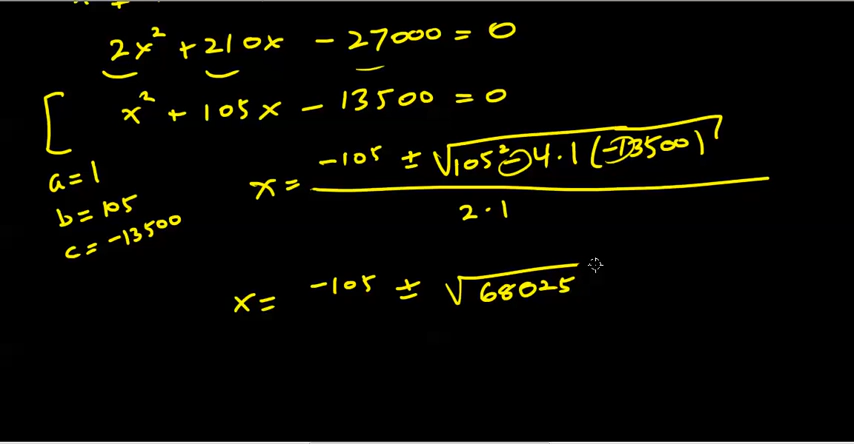 2x² + 210x - 27000 = 0
x² + 105x - 13500 = 0
a = 1
b = 105
c = -13500
x = (-105 ± √(105² - 4·1(-13500))) / (2·1)
x = -105 ± √68025